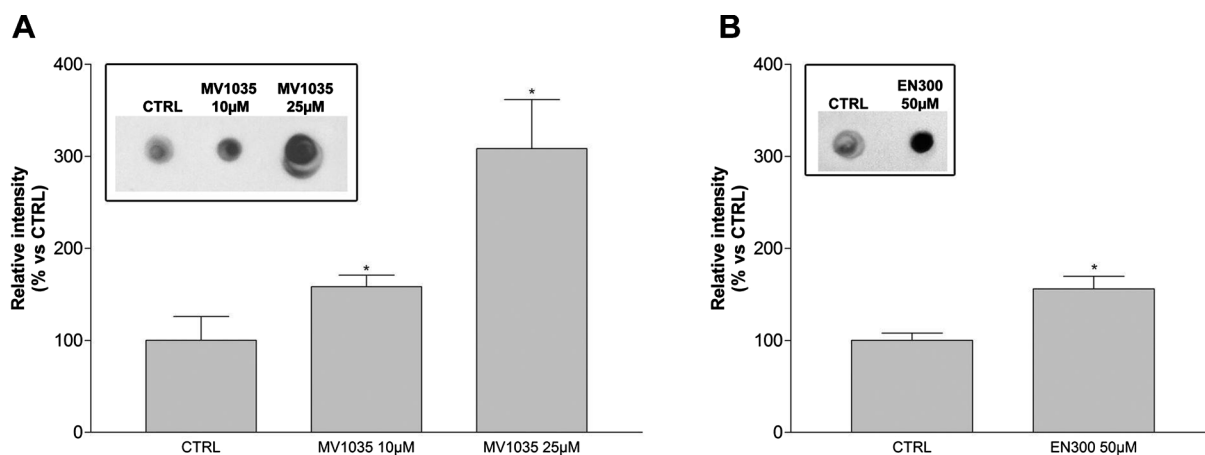 A
Relative intensity
(% vs CTRL)
400
300
200
100
0
CTRL
MV1035
10µM
MV1035
25µM
*
*
CTRL
MV1035 10µM
MV1035 25µM
B
Relative intensity
(% vs CTRL)
400
300
200
100
0
CTRL
EN300
50µM
*
CTRL
EN300 50µM